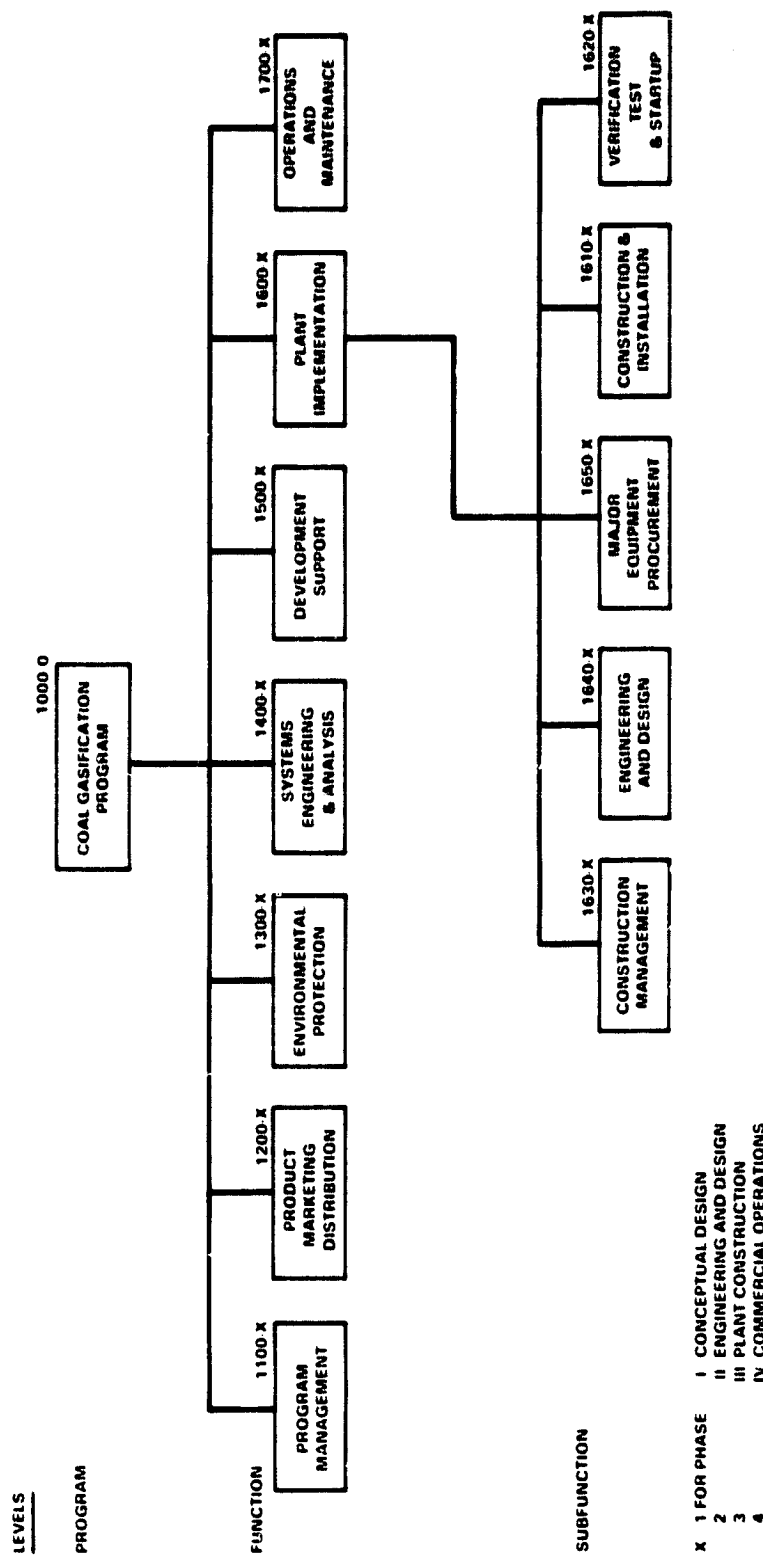 LEVELS
PROGRAM
1000 0
COAL GASIFICATION
PROGRAM
FUNCTION
1100-X
PROGRAM
MANAGEMENT
1200-X
PRODUCT
MARKETING
DISTRIBUTION
1300-X
ENVIRONMENTAL
PROTECTION
1400-X
SYSTEMS
ENGINEERING
& ANALYSIS
1500-X
DEVELOPMENT
SUPPORT
1600-X
PLANT
IMPLEMENTATION
1700-X
OPERATIONS
AND
MAINTENANCE
SUBFUNCTION
1630-X
CONSTRUCTION
MANAGEMENT
1640-X
ENGINEERING
AND DESIGN
1650-X
MAJOR
EQUIPMENT
PROCUREMENT
1610-X
CONSTRUCTION &
INSTALLATION
1620-X
VERIFICATION
TEST
& STARTUP
X 1 FOR PHASE I CONCEPTUAL DESIGN
2 II ENGINEERING AND DESIGN
3 III PLANT CONSTRUCTION
4 IV COMMERCIAL OPERATIONS